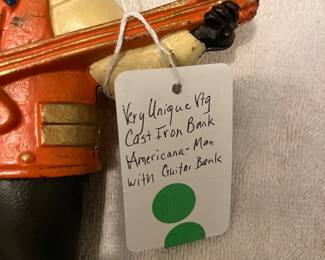 Very Unique Vtg
Cast Iron Bank
Americana - Man
with Guitar Bank